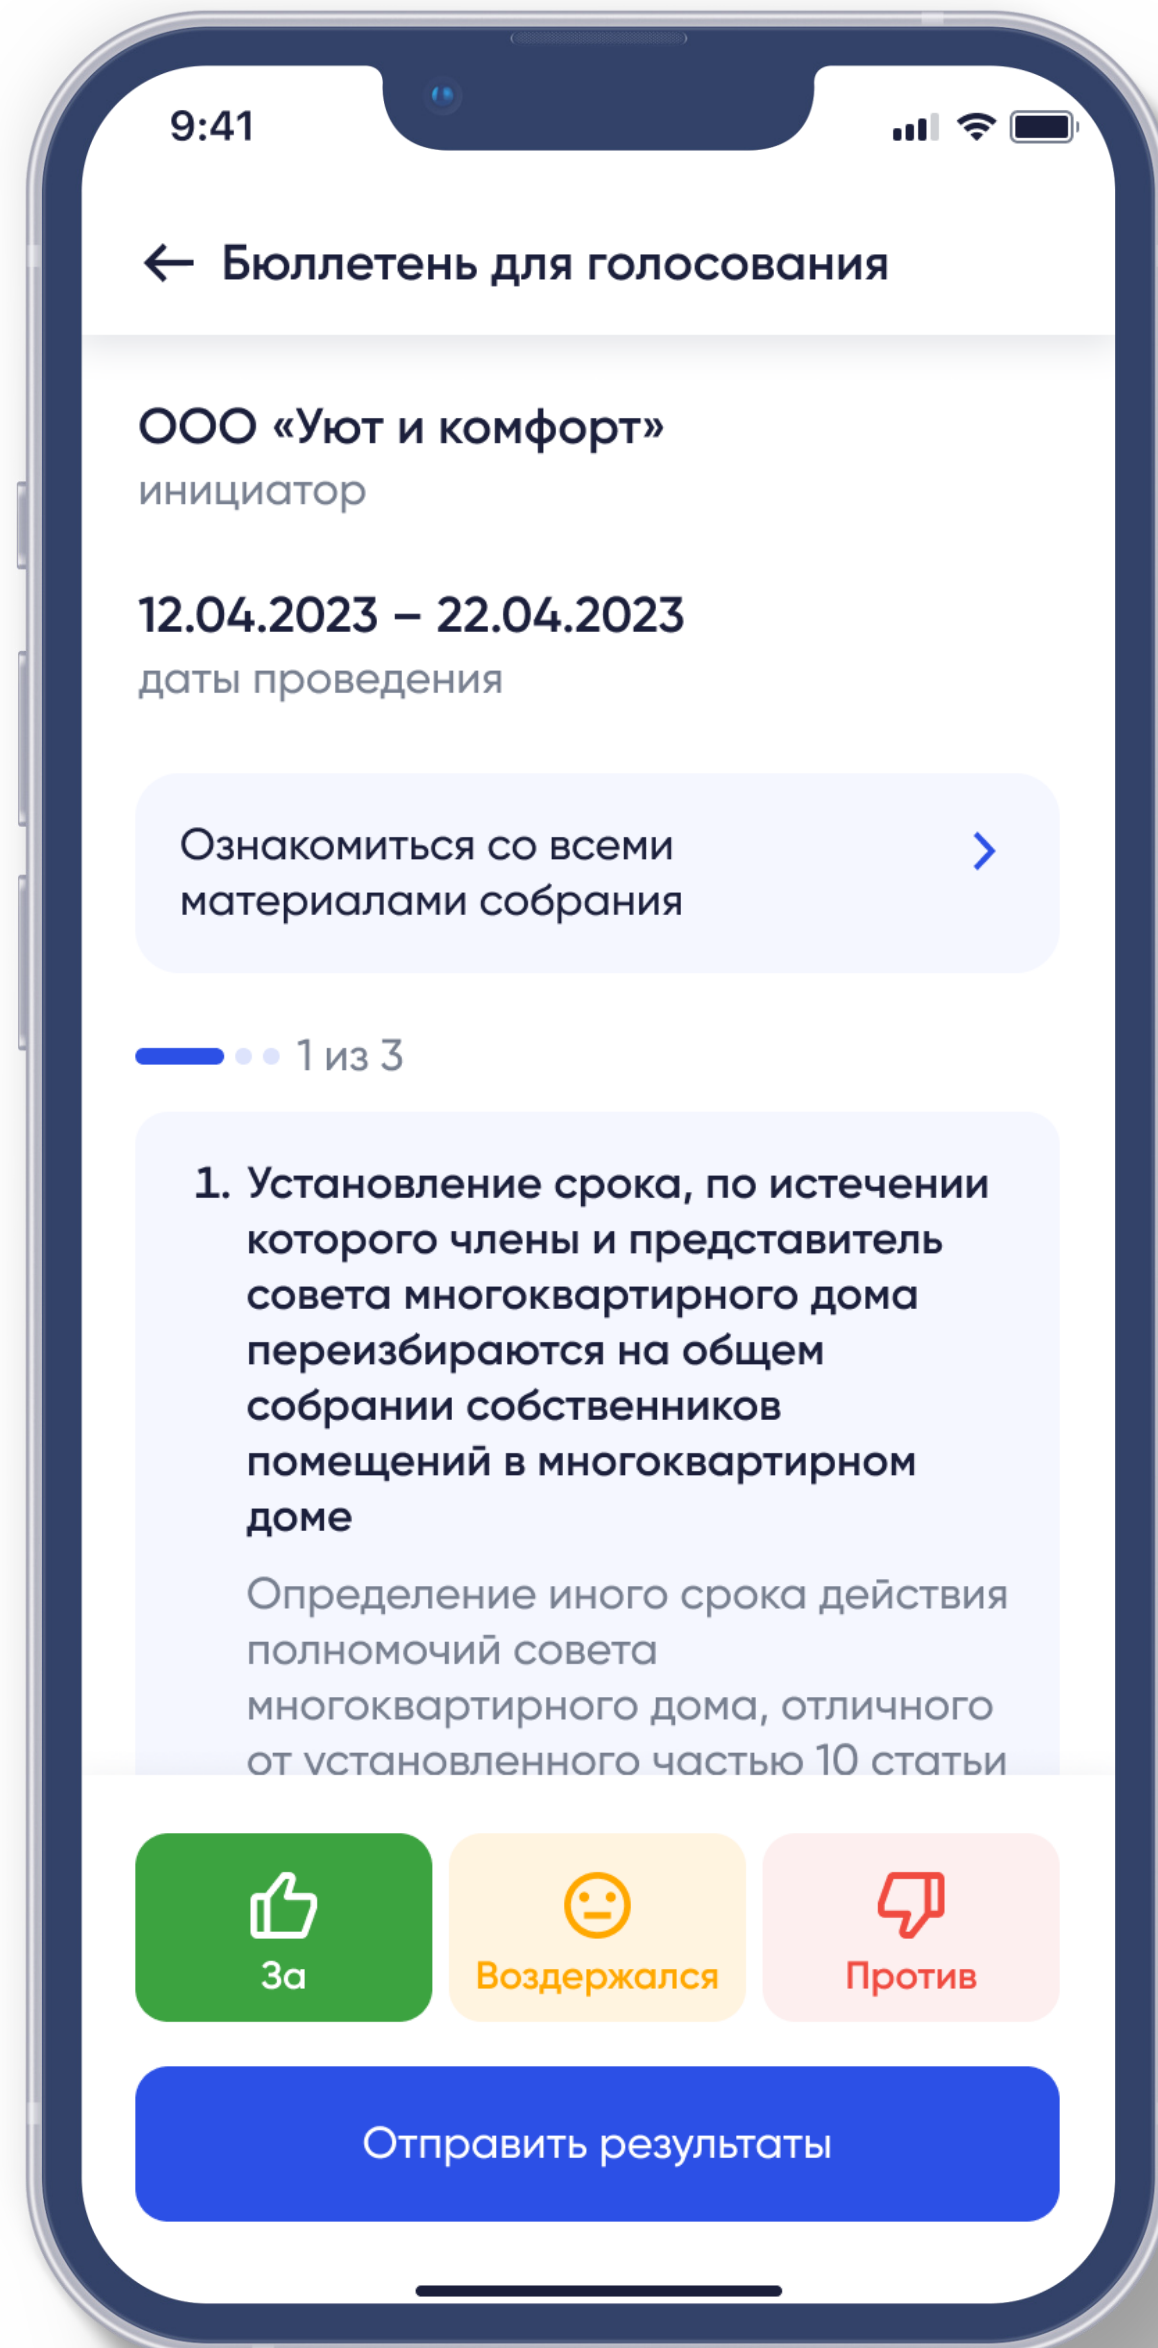 9:41
Бюллетень для голосования
ООО «Уют и комфорт»
инициатор
12.04.2023 – 22.04.2023
даты проведения
Ознакомиться со всеми
материалами собрания
1 из 3
1. Установление срока, по истечении
которого члены и представитель
совета многоквартирного дома
переизбираются на общем
собрании собственников
помещений в многоквартирном
доме
Определение иного срока действия
полномочий совета
многоквартирного дома, отличного
от установленного частью 10 статьи
За
Воздержался
Против
Отправить результаты